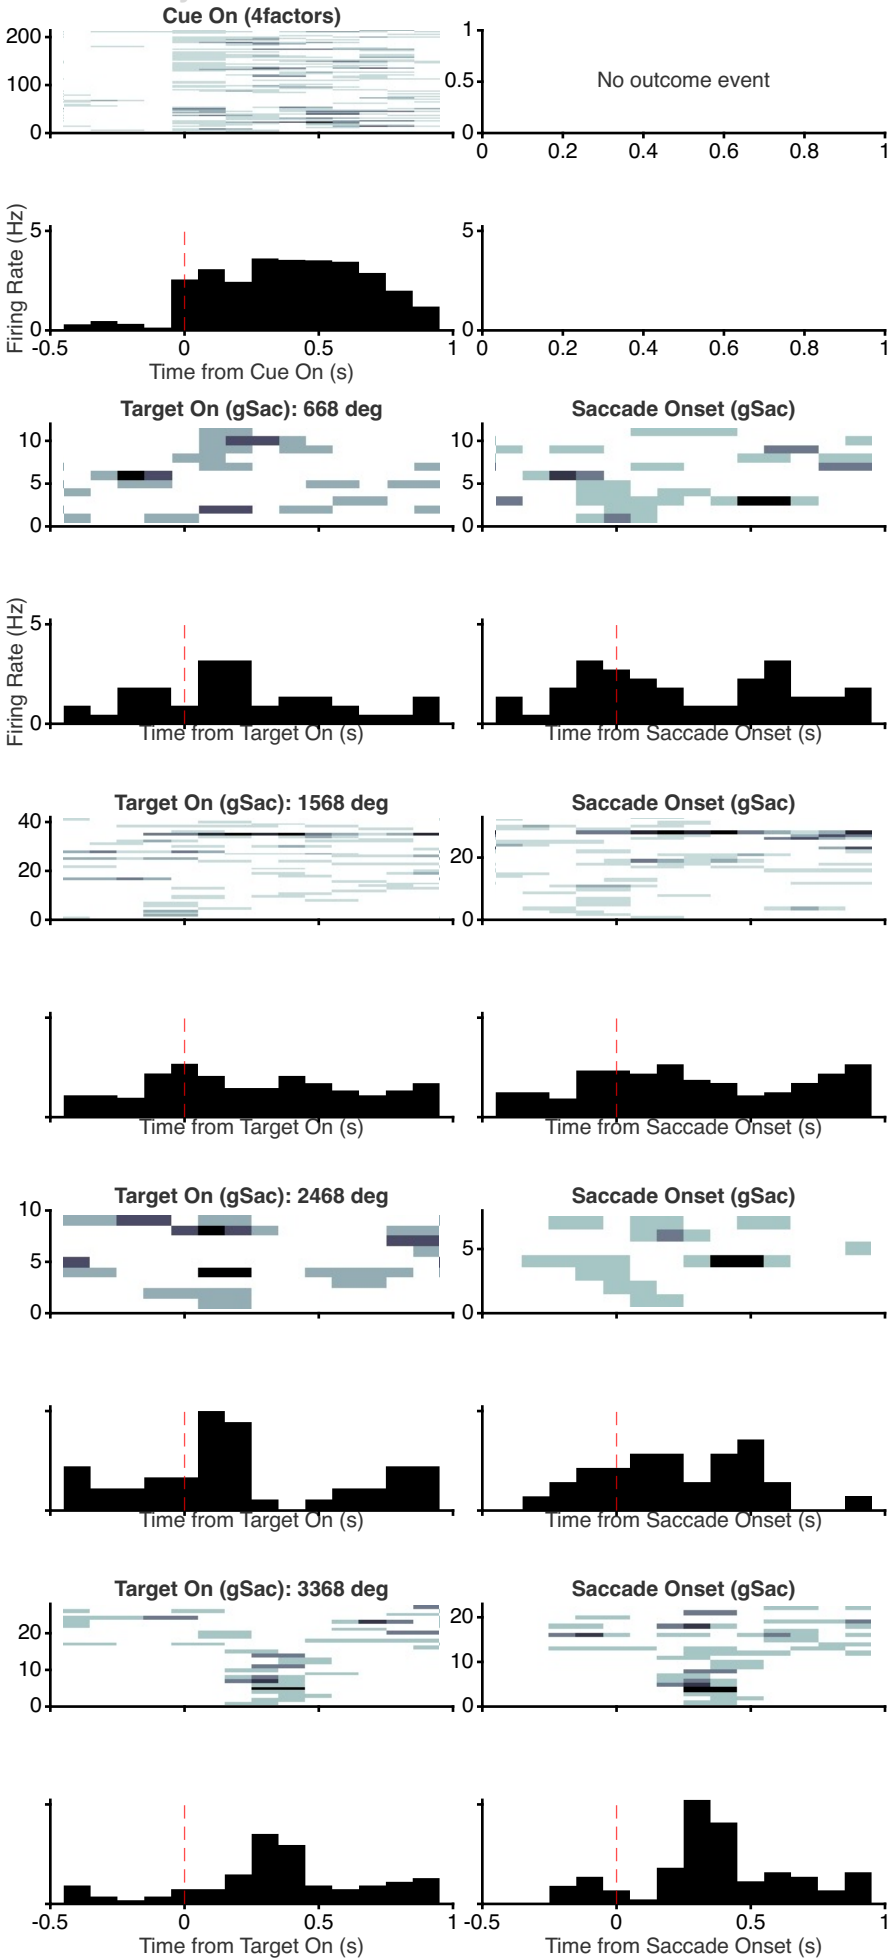 Cue On (4factors)
200
100
0
1
0.5
0
No outcome event
0 0.2 0.4 0.6 0.8 1
Firing Rate (Hz)
5
0
-0.5 0 0.5 1
Time from Cue On (s)
5
0
0 0.2 0.4 0.6 0.8 1
Target On (gSac): 668 deg
10
5
0
Saccade Onset (gSac)
10
5
0
Firing Rate (Hz)
5
0
Time from Target On (s)
Time from Saccade Onset (s)
Target On (gSac): 1568 deg
40
20
0
Saccade Onset (gSac)
20
0
Time from Target On (s)
Time from Saccade Onset (s)
Target On (gSac): 2468 deg
10
5
0
Saccade Onset (gSac)
5
0
Time from Target On (s)
Time from Saccade Onset (s)
Target On (gSac): 3368 deg
20
10
0
Saccade Onset (gSac)
20
10
0
-0.5 0 0.5 1
Time from Target On (s)
-0.5 0 0.5 1
Time from Saccade Onset (s)